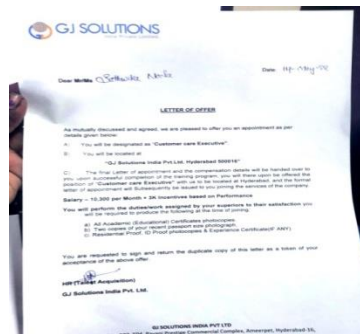 GJ SOLUTIONS
India Private Limited
Dear Mr/Ms
Date
LETTER OF OFFER
As mutually discussed and agreed, we are pleased to offer you an appointment as per
details given below:
A. You will be designated as "Customer care Executive"
B. You will be located at
"GJ Solutions India Pvt.Ltd, Hyderabad 500016"
C. The final Letter of appointment and the compensation details will be handed over to
you upon successful completion of the training program, you will there upon be offered the
position of "Customer care Executive" with us to be located at Hyderabad, and the formal
letter of appointment will Subsequently be issued to you joining the services of the company.
Salary – 10,300 per Month + 3K Incentives based on Performance
You will perform the duties/work assigned by your superiors to their satisfaction you
will be required to produce the following at the time of joining:
a) All Academic (Educational) Certificates photocopies
b) Two copies of your recent passport size photograph
c) Residential Proof, ID Proof photocopies & Experience Certificate(IF ANY)
You are requested to sign and return the duplicate copy of this letter as a token of your
acceptance of the above offer.
HR(Talent Acquisition)
GJ Solutions India Pvt. Ltd.
GJ SOLUTIONS INDIA PVT LTD
Prestige Commercial Complex, Ameerpet, Hyderabad-16,